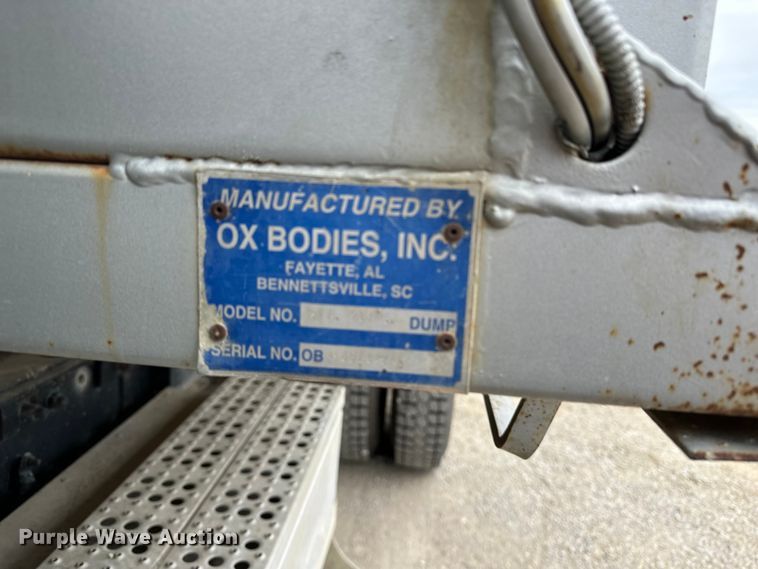 MANUFACTURED BY
OX BODIES, INC.
FAYETTE, AL
BENNETTSVILLE, SC
MODEL NO. DUMP
SERIAL NO. OB
Purple Wave Auction